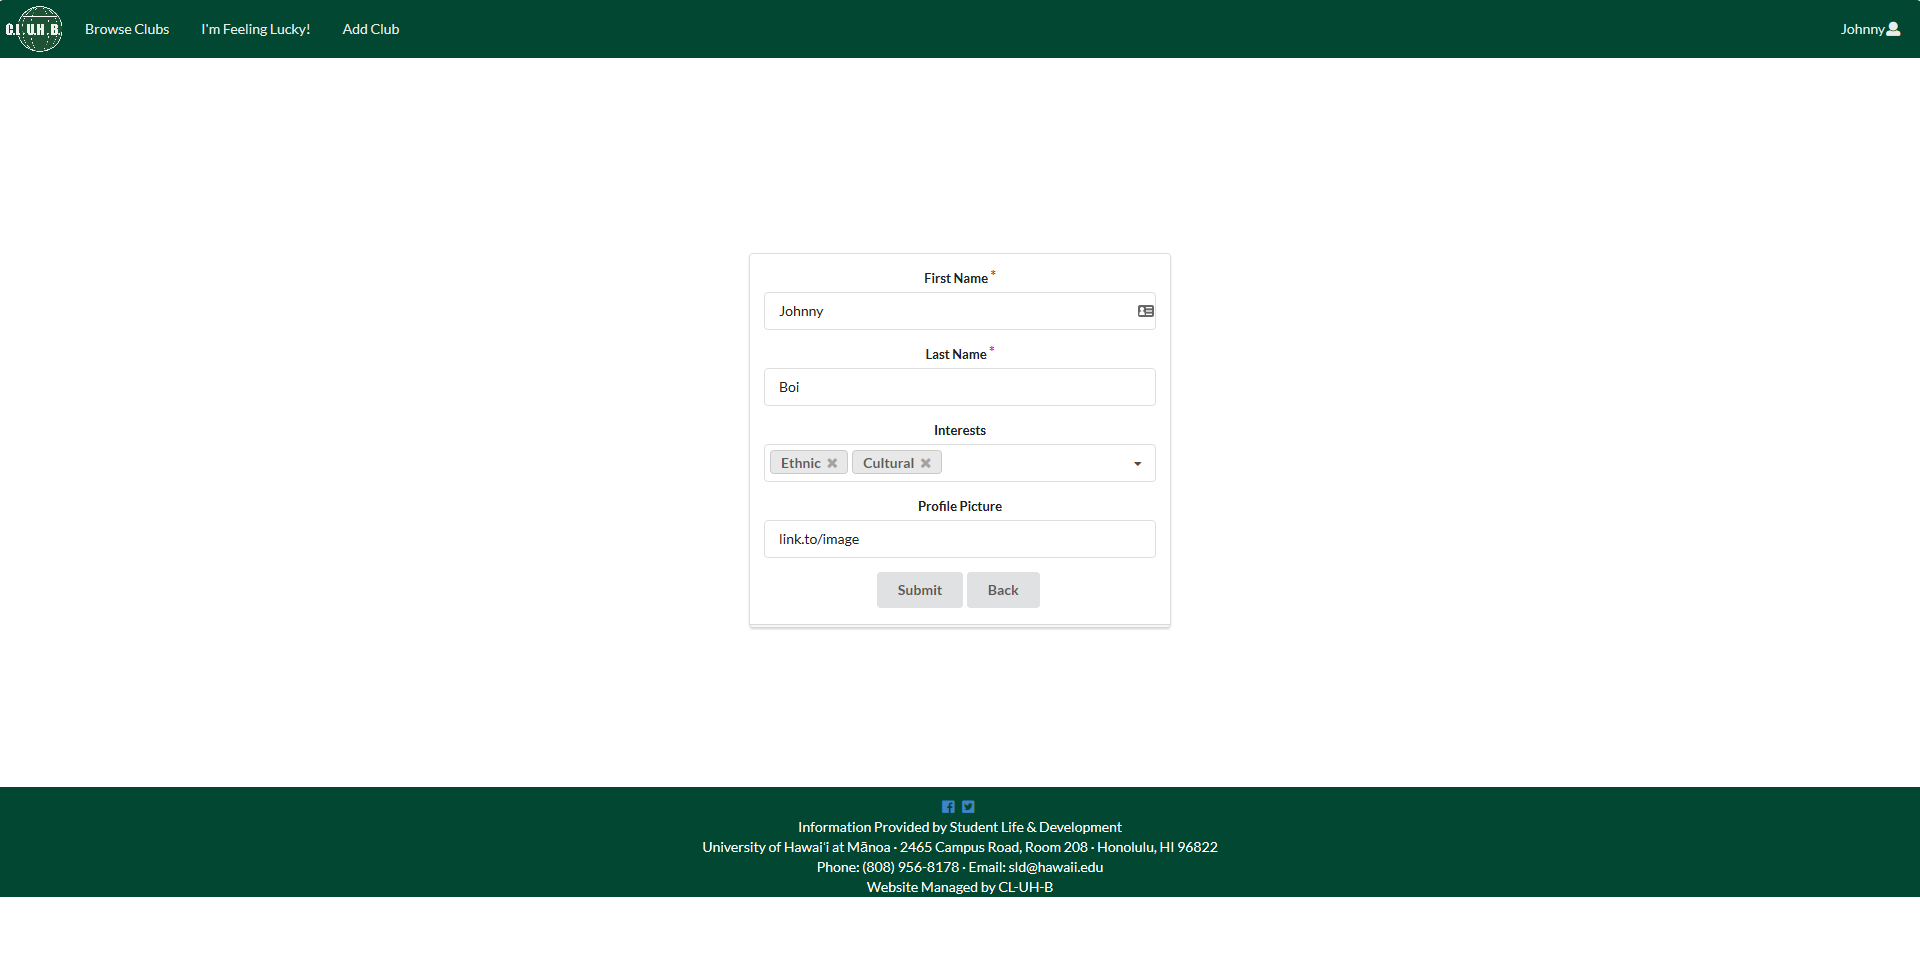 C.L.U.H.B.
Browse Clubs
I'm Feeling Lucky!
Add Club
Johnny
First Name *
Johnny
Last Name *
Boi
Interests
Ethnic
Cultural
Profile Picture
link.to/image
Submit
Back
Information Provided by Student Life & Development
University of Hawaiʻi at Mānoa · 2465 Campus Road, Room 208 · Honolulu, HI 96822
Phone: (808) 956-8178 · Email: sld@hawaii.edu
Website Managed by CL-UH-B